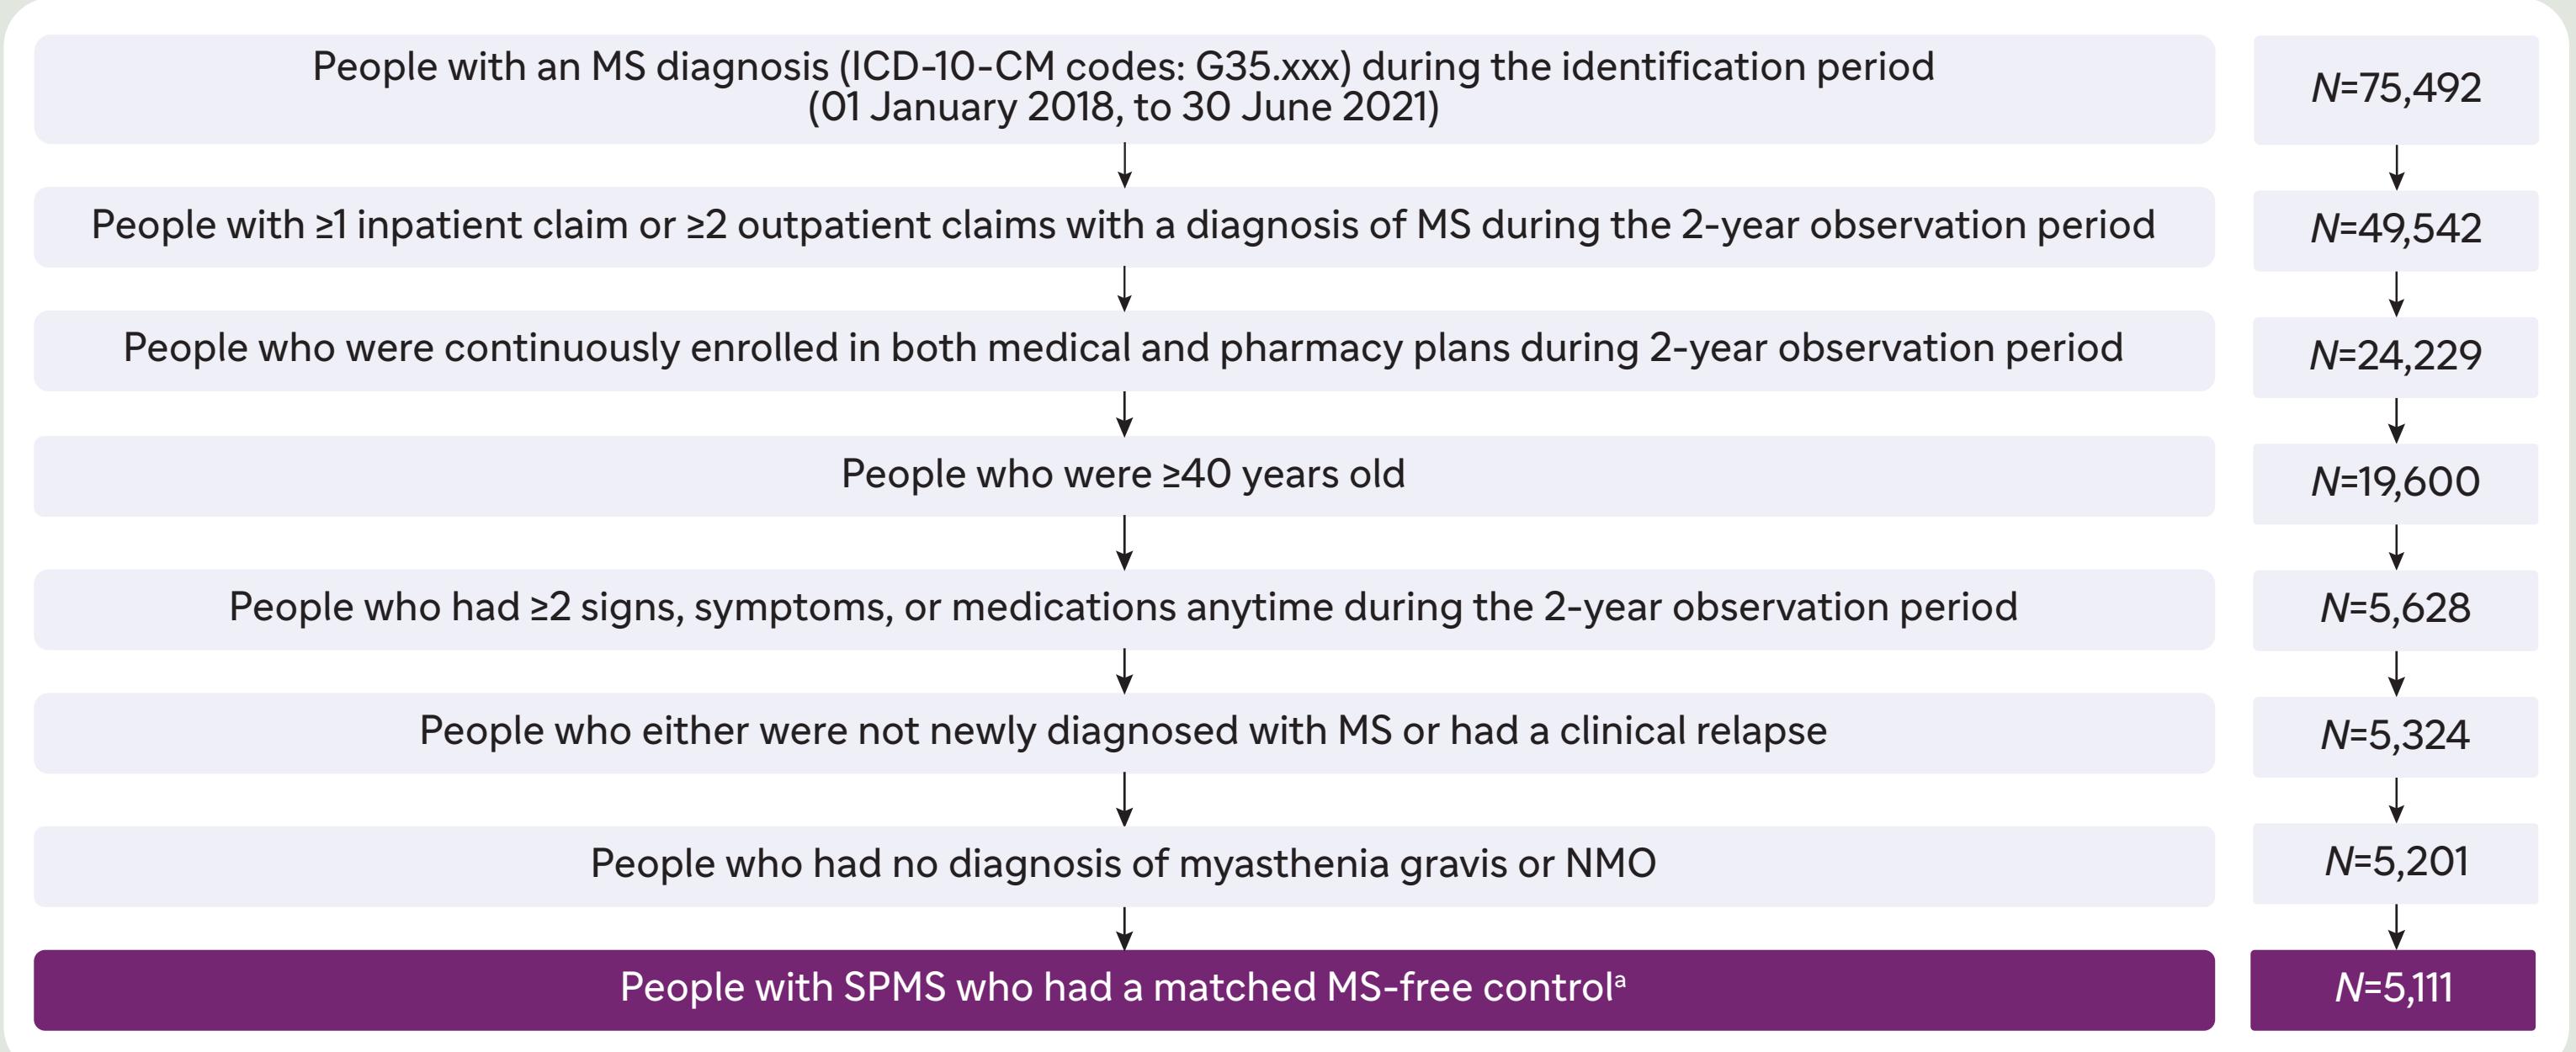 People with an MS diagnosis (ICD-10-CM codes: G35.xxx) during the identification period
(01 January 2018, to 30 June 2021)
N=75,492
People with ≥1 inpatient claim or ≥2 outpatient claims with a diagnosis of MS during the 2-year observation period
N=49,542
People who were continuously enrolled in both medical and pharmacy plans during 2-year observation period
N=24,229
People who were ≥40 years old
N=19,600
People who had ≥2 signs, symptoms, or medications anytime during the 2-year observation period
N=5,628
People who either were not newly diagnosed with MS or had a clinical relapse
N=5,324
People who had no diagnosis of myasthenia gravis or NMO
N=5,201
People with SPMS who had a matched MS-free controlᵃ
N=5,111